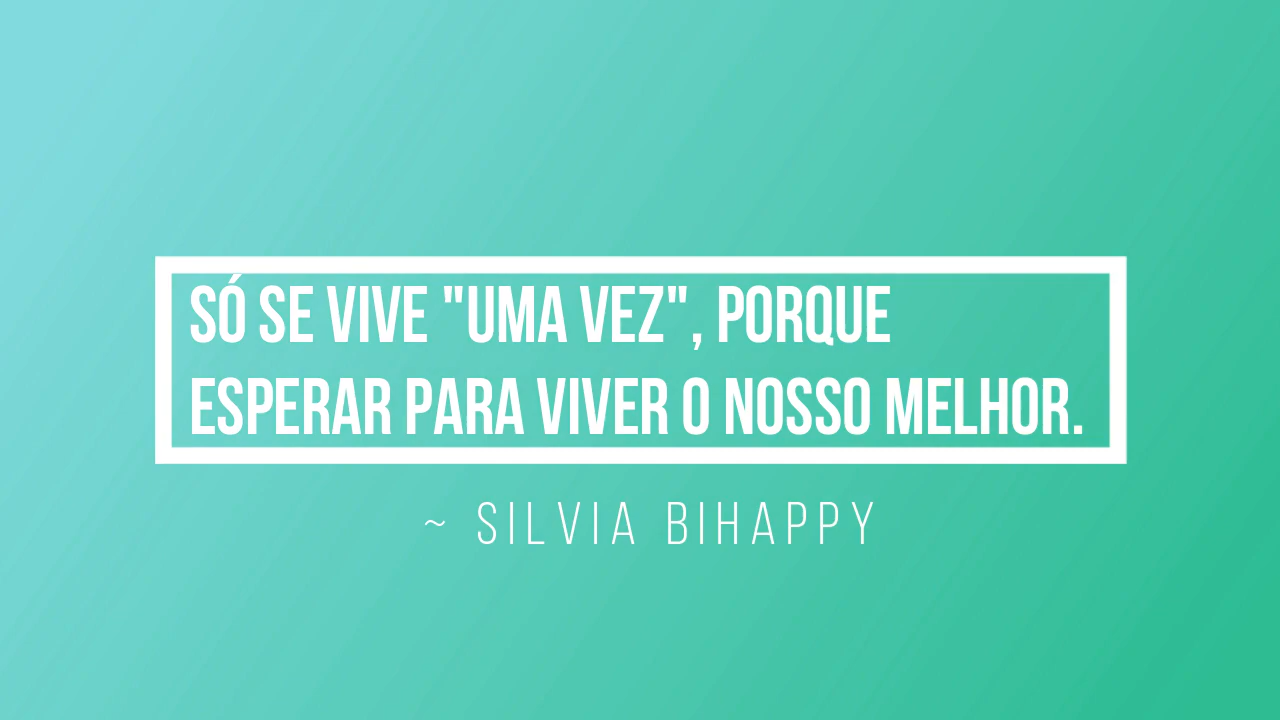 SÓ SE VIVE "UMA VEZ", PORQUE
ESPERAR PARA VIVER O NOSSO MELHOR.
~ SILVIA BIHAPPY